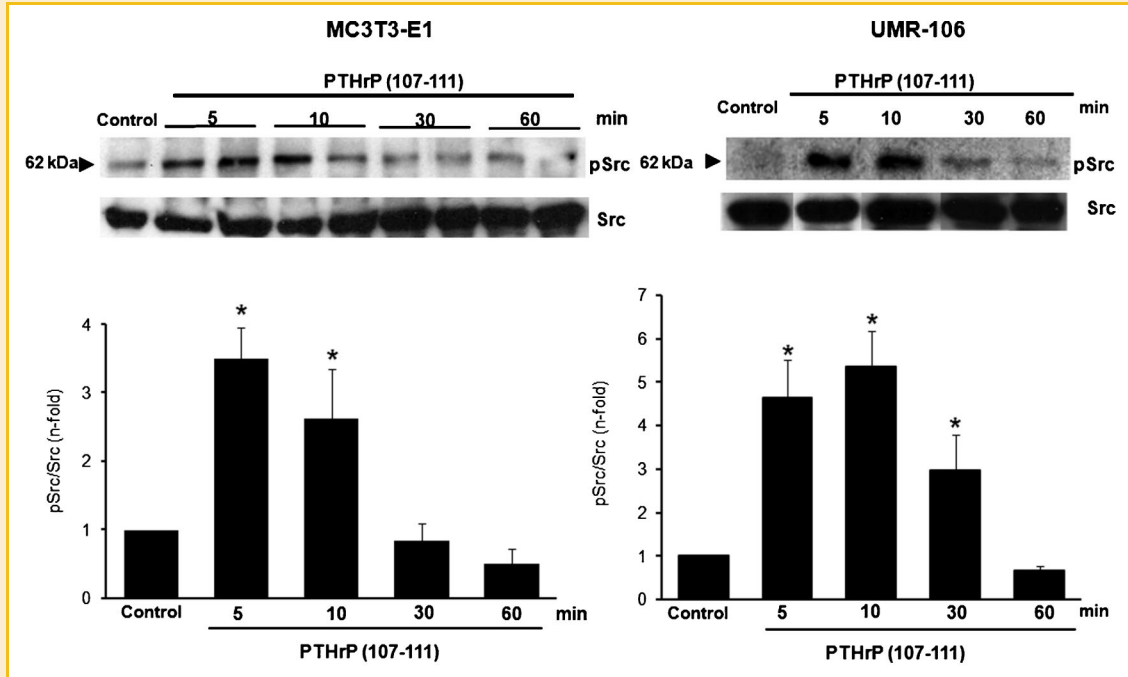 MC3T3-E1
PTHrP (107-111)
Control 5 10 30 60 min
62 kDa pSrc
Src
4
3
2
1
0
pSrc/Src (n-fold)
* *
Control 5 10 30 60 min
PTHrP (107-111)
UMR-106
PTHrP (107-111)
Control 5 10 30 60 min
62 kDa pSrc
Src
7
6
5
4
3
2
1
0
pSrc/Src (n-fold)
* * *
Control 5 10 30 60 min
PTHrP (107-111)